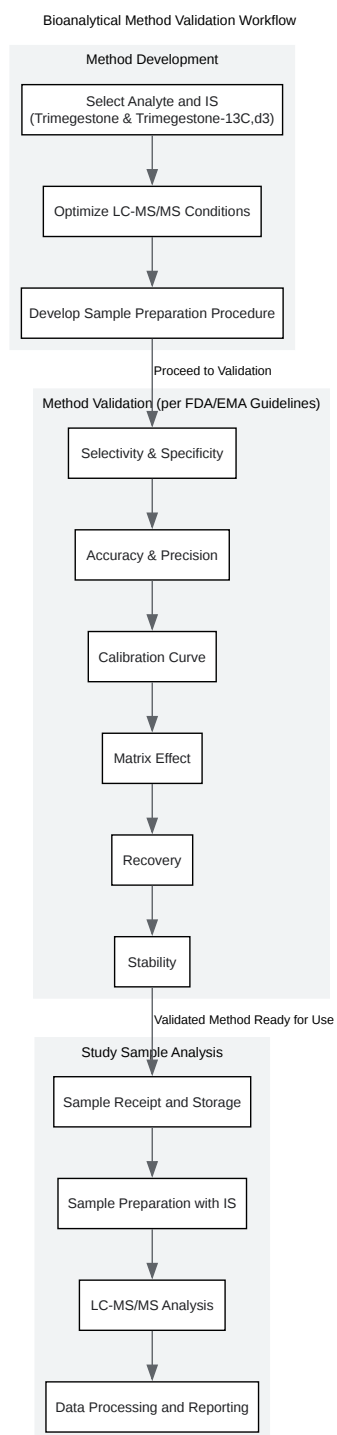 Bioanalytical Method Validation Workflow
Method Development
Select Analyte and IS
(Trimegestone & Trimegestone-13C,d3)
Optimize LC-MS/MS Conditions
Develop Sample Preparation Procedure
Proceed to Validation
Method Validation (per FDA/EMA Guidelines)
Selectivity & Specificity
Accuracy & Precision
Calibration Curve
Matrix Effect
Recovery
Stability
Validated Method Ready for Use
Study Sample Analysis
Sample Receipt and Storage
Sample Preparation with IS
LC-MS/MS Analysis
Data Processing and Reporting